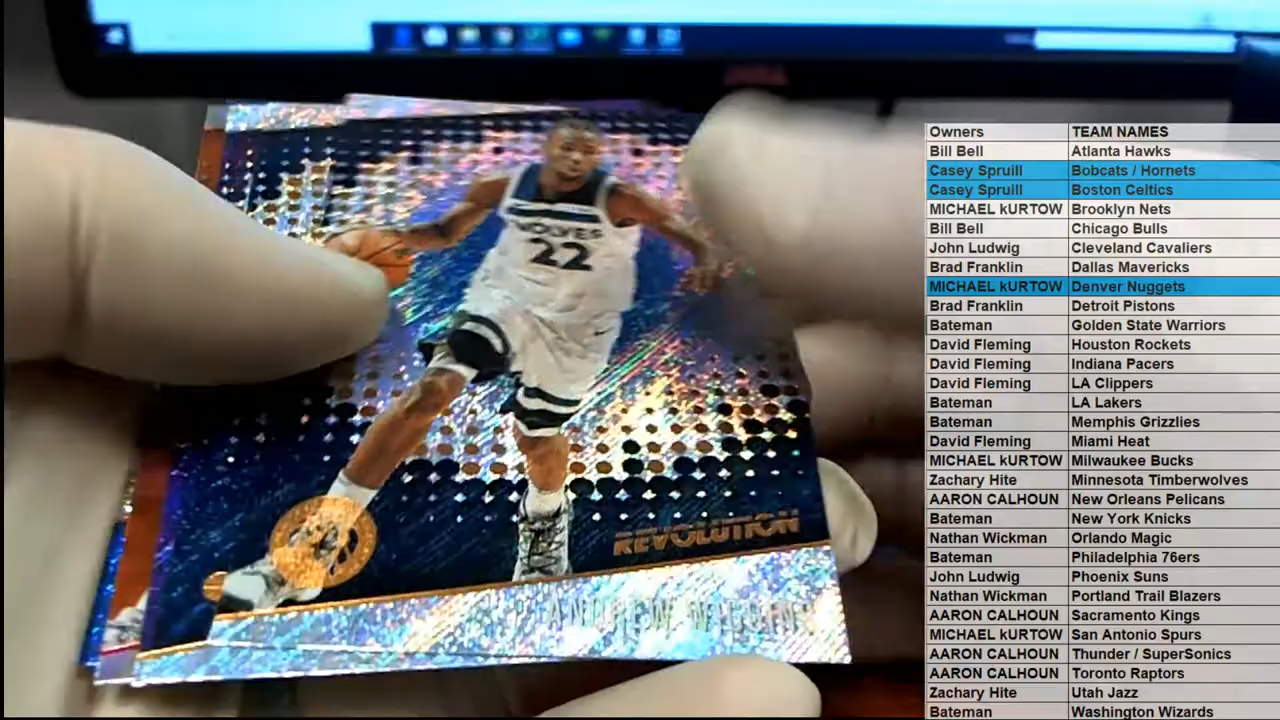 WOLVES
22
REVOLUTION
ANDREW WIGGINS
Owners TEAM NAMES
Bill Bell Atlanta Hawks
Casey Spruill Bobcats / Hornets
Casey Spruill Boston Celtics
MICHAEL kURTOW Brooklyn Nets
Bill Bell Chicago Bulls
John Ludwig Cleveland Cavaliers
Brad Franklin Dallas Mavericks
MICHAEL kURTOW Denver Nuggets
Brad Franklin Detroit Pistons
Bateman Golden State Warriors
David Fleming Houston Rockets
David Fleming Indiana Pacers
David Fleming LA Clippers
Bateman LA Lakers
Bateman Memphis Grizzlies
David Fleming Miami Heat
MICHAEL kURTOW Milwaukee Bucks
Zachary Hite Minnesota Timberwolves
AARON CALHOUN New Orleans Pelicans
Bateman New York Knicks
Nathan Wickman Orlando Magic
Bateman Philadelphia 76ers
John Ludwig Phoenix Suns
Nathan Wickman Portland Trail Blazers
AARON CALHOUN Sacramento Kings
MICHAEL kURTOW San Antonio Spurs
AARON CALHOUN Thunder / SuperSonics
AARON CALHOUN Toronto Raptors
Zachary Hite Utah Jazz
Bateman Washington Wizards